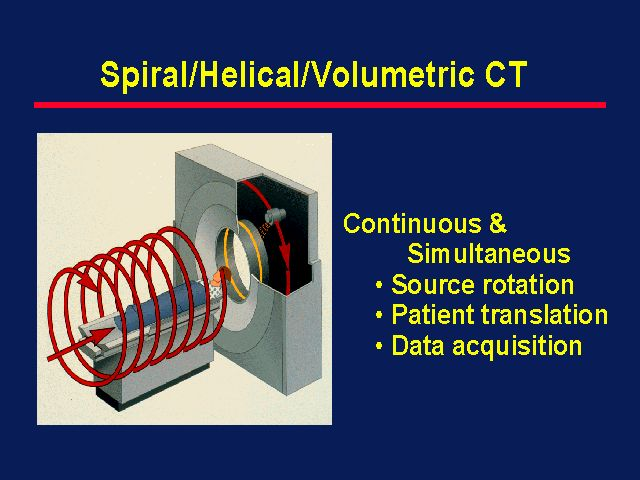 Spiral/Helical/Volumetric CT
Continuous &
Simultaneous
• Source rotation
• Patient translation
• Data acquisition